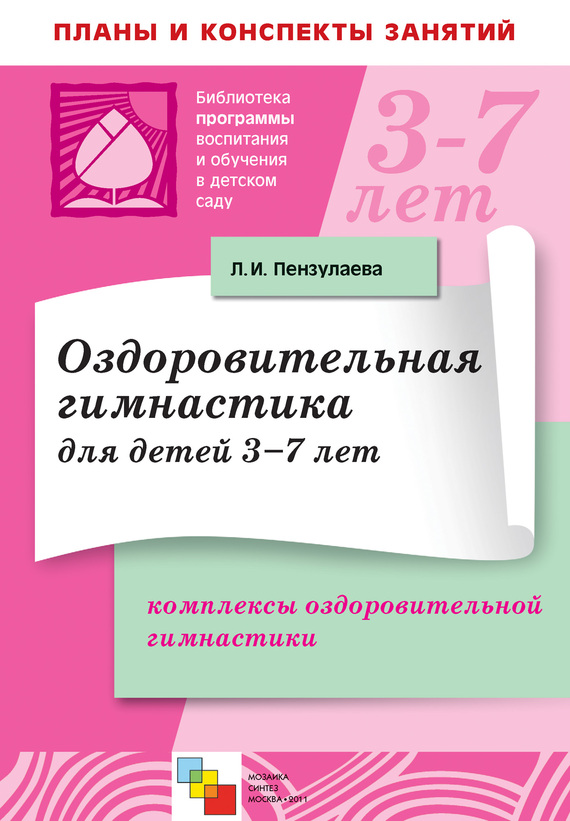 ПЛАНЫ И КОНСПЕКТЫ ЗАНЯТИЙ
Библиотека
программы
воспитания
и обучения
в детском
саду
3-7
лет
Л.И. Пензулаева
Оздоровительная
гимнастика
для детей 3–7 лет
комплексы оздоровительной
гимнастики
МОЗАИКА
СИНТЕЗ
МОСКВА • 2011